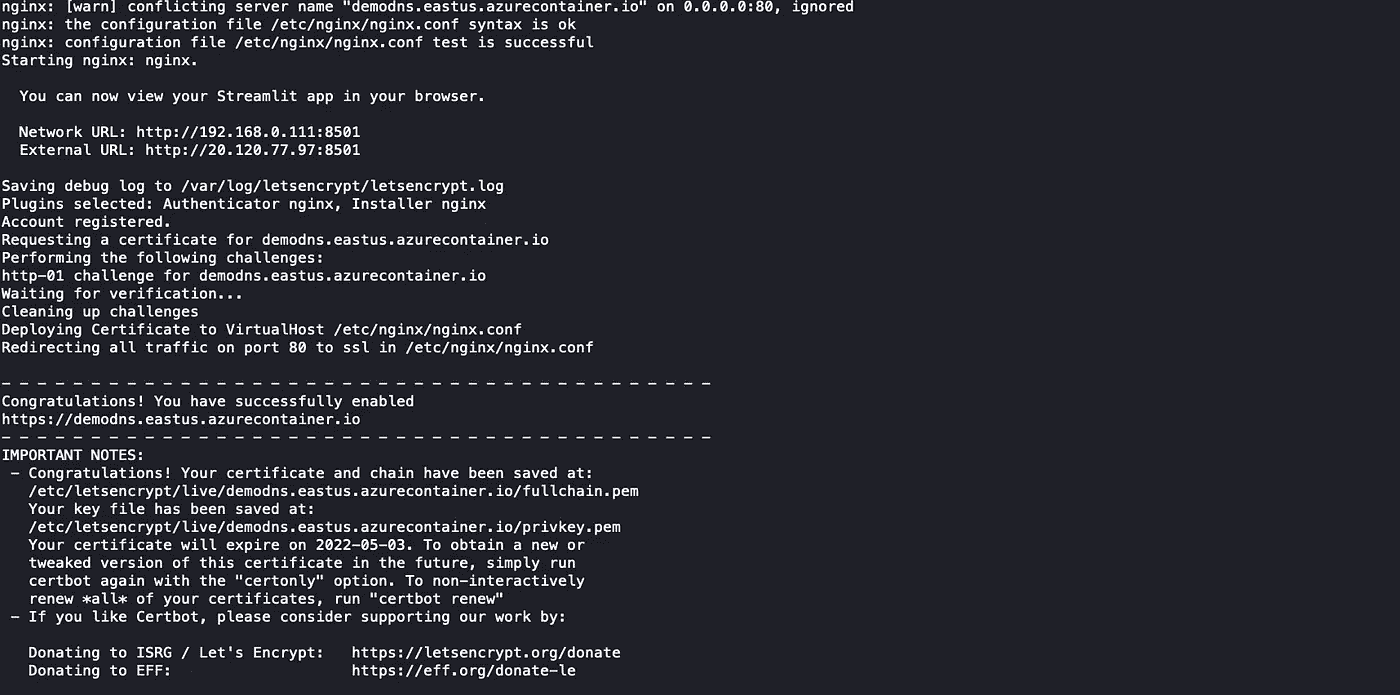 nginx: [warn] conflicting server name "demodns.eastus.azurecontainer.io" on 0.0.0.0:80, ignored
nginx: the configuration file /etc/nginx/nginx.conf syntax is ok
nginx: configuration file /etc/nginx/nginx.conf test is successful
Starting nginx: nginx.
You can now view your Streamlit app in your browser.
Network URL: http://192.168.0.111:8501
External URL: http://20.120.77.97:8501
Saving debug log to /var/log/letsencrypt/letsencrypt.log
Plugins selected: Authenticator nginx, Installer nginx
Account registered.
Requesting a certificate for demodns.eastus.azurecontainer.io
Performing the following challenges:
http-01 challenge for demodns.eastus.azurecontainer.io
Waiting for verification...
Cleaning up challenges
Deploying Certificate to VirtualHost /etc/nginx/nginx.conf
Redirecting all traffic on port 80 to ssl in /etc/nginx/nginx.conf
- - - - - - - - - - - - - - - - - - - - - - - - - - - - - - - - - - - - - - - -
Congratulations! You have successfully enabled
https://demodns.eastus.azurecontainer.io
- - - - - - - - - - - - - - - - - - - - - - - - - - - - - - - - - - - - - - - -
IMPORTANT NOTES:
- Congratulations! Your certificate and chain have been saved at:
/etc/letsencrypt/live/demodns.eastus.azurecontainer.io/fullchain.pem
Your key file has been saved at:
/etc/letsencrypt/live/demodns.eastus.azurecontainer.io/privkey.pem
Your certificate will expire on 2022-05-03. To obtain a new or
tweaked version of this certificate in the future, simply run
certbot again with the "certonly" option. To non-interactively
renew *all* of your certificates, run "certbot renew"
- If you like Certbot, please consider supporting our work by:
Donating to ISRG / Let's Encrypt:   https://letsencrypt.org/donate
Donating to EFF:                    https://eff.org/donate-le